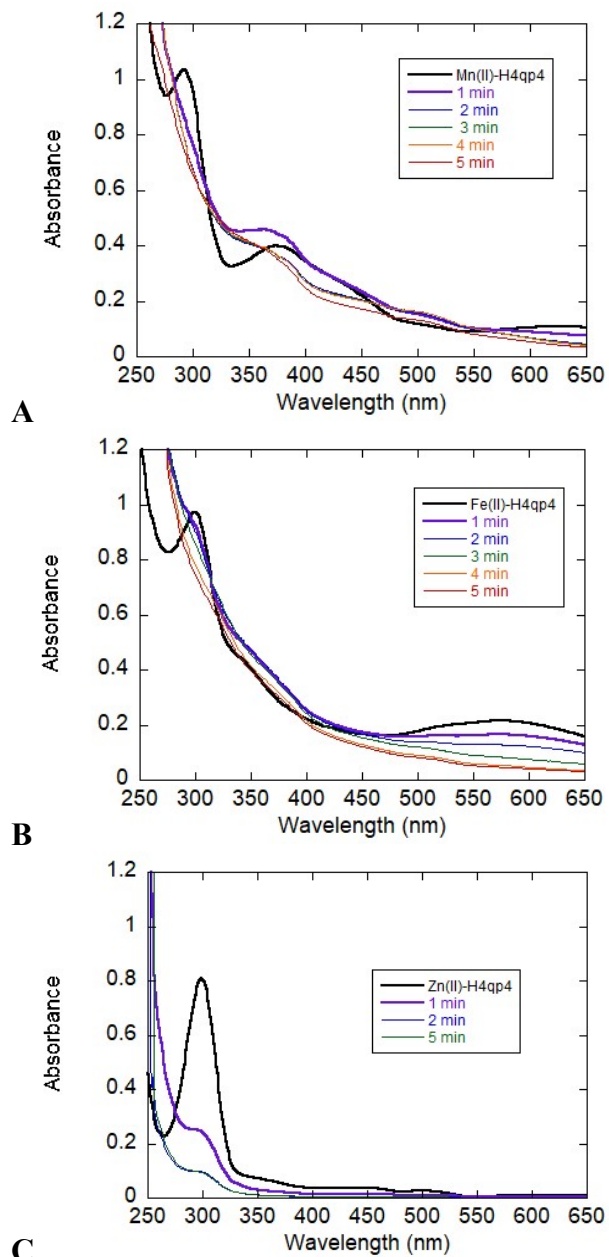 1.2
1
0.8
0.6
0.4
0.2
0
Absorbance
Mn(II)-H4qp4
1 min
2 min
3 min
4 min
5 min
250 300 350 400 450 500 550 600 650
Wavelength (nm)
A
1.2
1
0.8
0.6
0.4
0.2
0
Absorbance
Fe(II)-H4qp4
1 min
2 min
3 min
4 min
5 min
250 300 350 400 450 500 550 600 650
Wavelength (nm)
B
1.2
1
0.8
0.6
0.4
0.2
0
Absorbance
Zn(II)-H4qp4
1 min
2 min
5 min
250 300 350 400 450 500 550 600 650
Wavelength (nm)
C